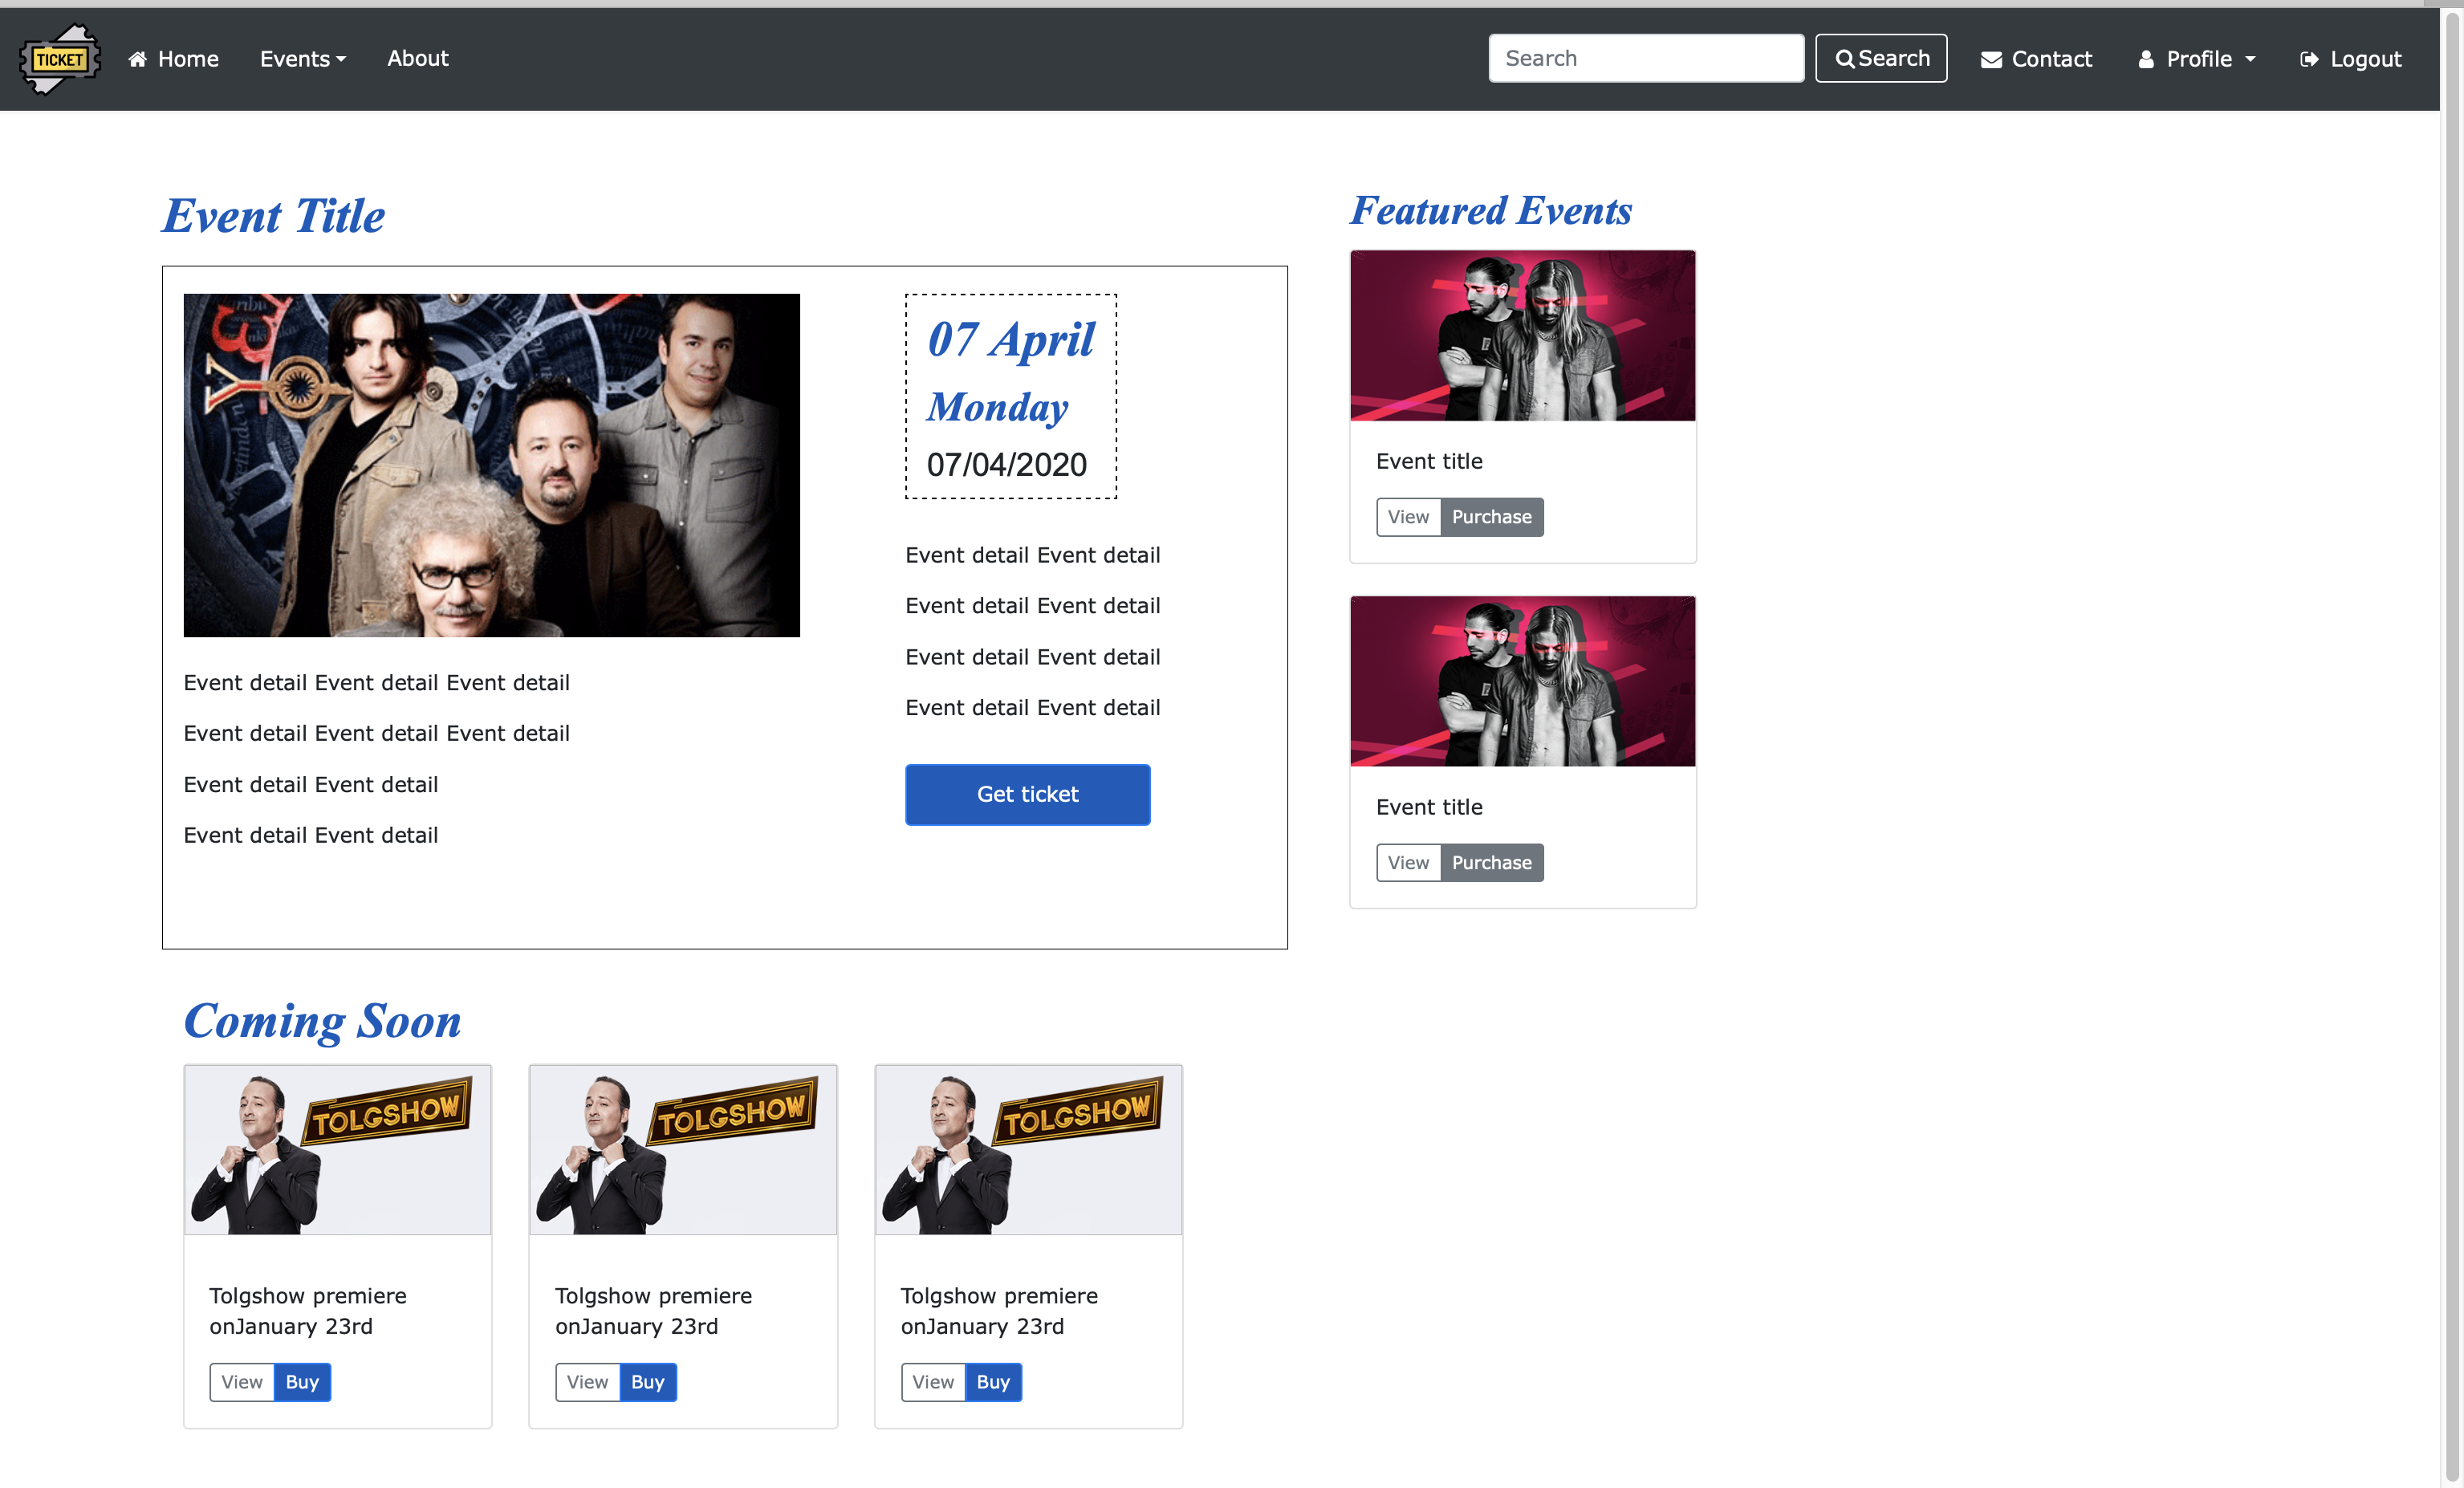 TICKET
Home
Events
About
Search
Search
Contact
Profile
Logout
Event Title
07 April
Monday
07/04/2020
Event detail Event detail
Event detail Event detail
Event detail Event detail
Event detail Event detail
Get ticket
Event detail Event detail Event detail
Event detail Event detail Event detail
Event detail Event detail
Event detail Event detail
Featured Events
Event title
View
Purchase
Event title
View
Purchase
Coming Soon
TOLGSHOW
Tolgshow premiere
onJanuary 23rd
View
Buy
TOLGSHOW
Tolgshow premiere
onJanuary 23rd
View
Buy
TOLGSHOW
Tolgshow premiere
onJanuary 23rd
View
Buy